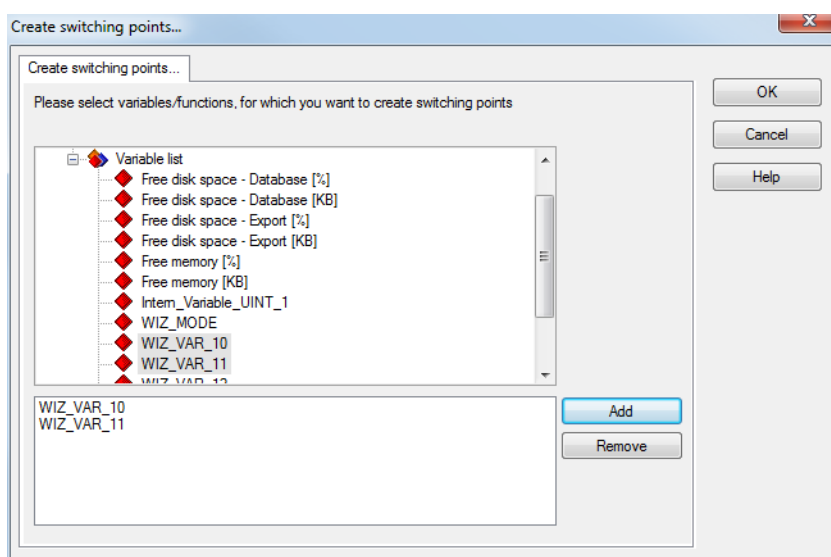 Create switching points...
Create switching points...
Please select variables/functions, for which you want to create switching points
OK
Cancel
Help
Variable list
Free disk space - Database [%]
Free disk space - Database [KB]
Free disk space - Export [%]
Free disk space - Export [KB]
Free memory [%]
Free memory [KB]
Intern_Variable_UINT_1
WIZ_MODE
WIZ_VAR_10
WIZ_VAR_11
WIZ_VAR_12
WIZ_VAR_10
WIZ_VAR_11
Add
Remove